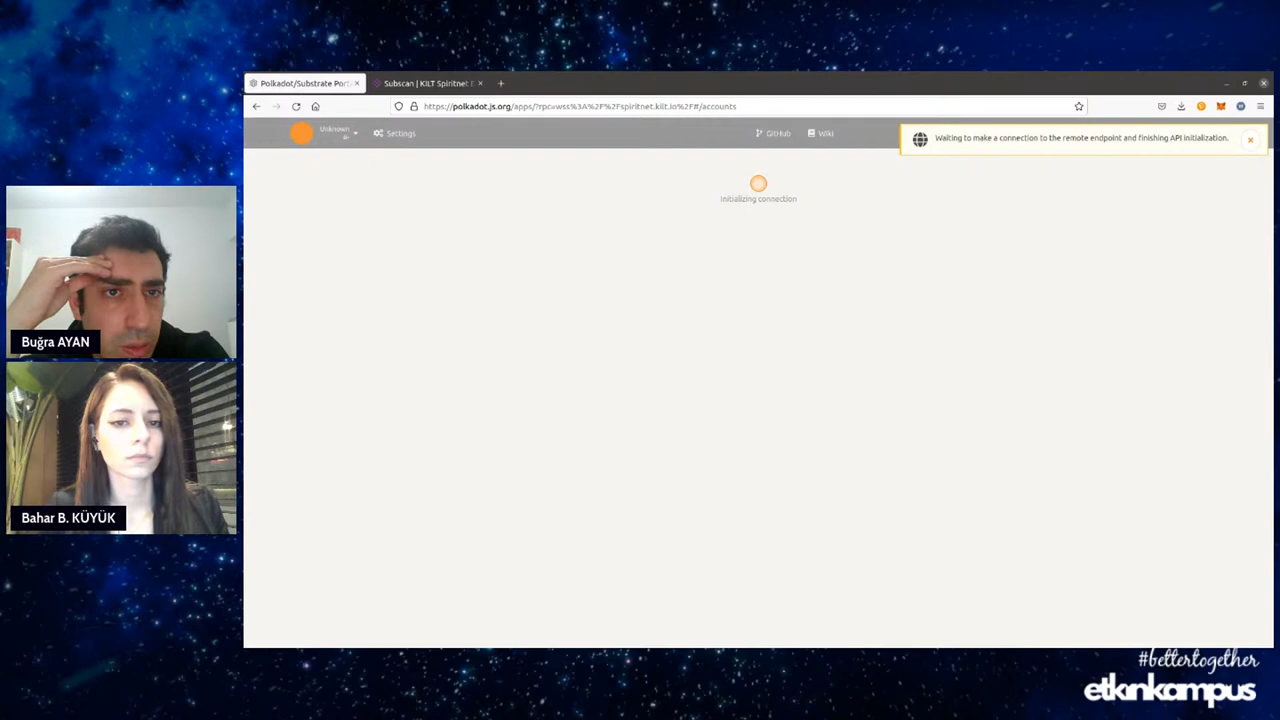 Polkadot/Substrate Port
Subscan | KILT Spiritnet
https://polkadot.js.org/apps/?rpc=wss%3A%2F%2Fspiritnet.kilt.io%2F#/accounts
Unknown
Settings
GitHub
Wiki
Waiting to make a connection to the remote endpoint and finishing API initialization.
Initializing connection
Buğra AYAN
Bahar B. KÜYÜK
#bettertogether
etkinkampus